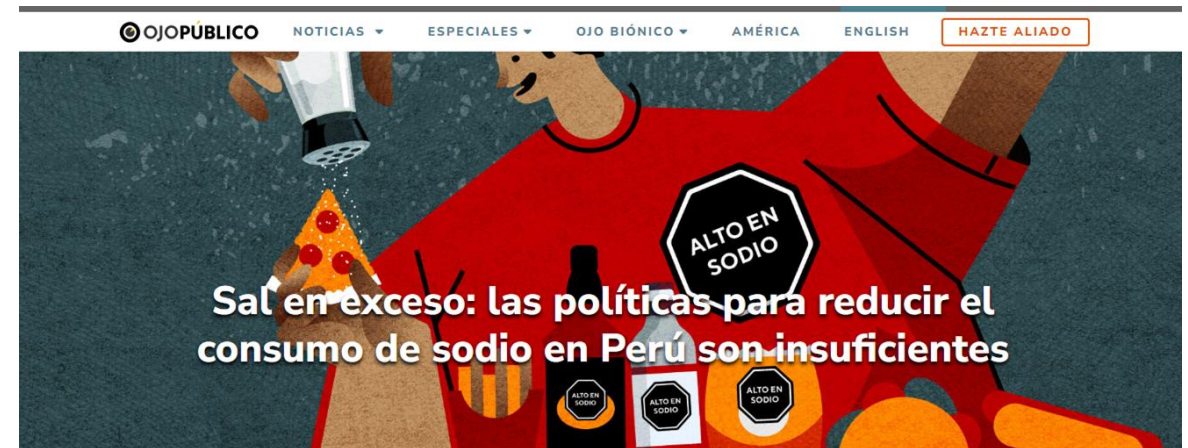 OJOPÚBLICO
NOTICIAS
ESPECIALES
OJO BIÓNICO
AMÉRICA
ENGLISH
HAZTE ALIADO
ALTO EN
SODIO
Sal en exceso: las políticas para reducir el
consumo de sodio en Perú son insuficientes
ALTO EN
SODIO
ALTO EN
SODIO
ALTO EN
SODIO